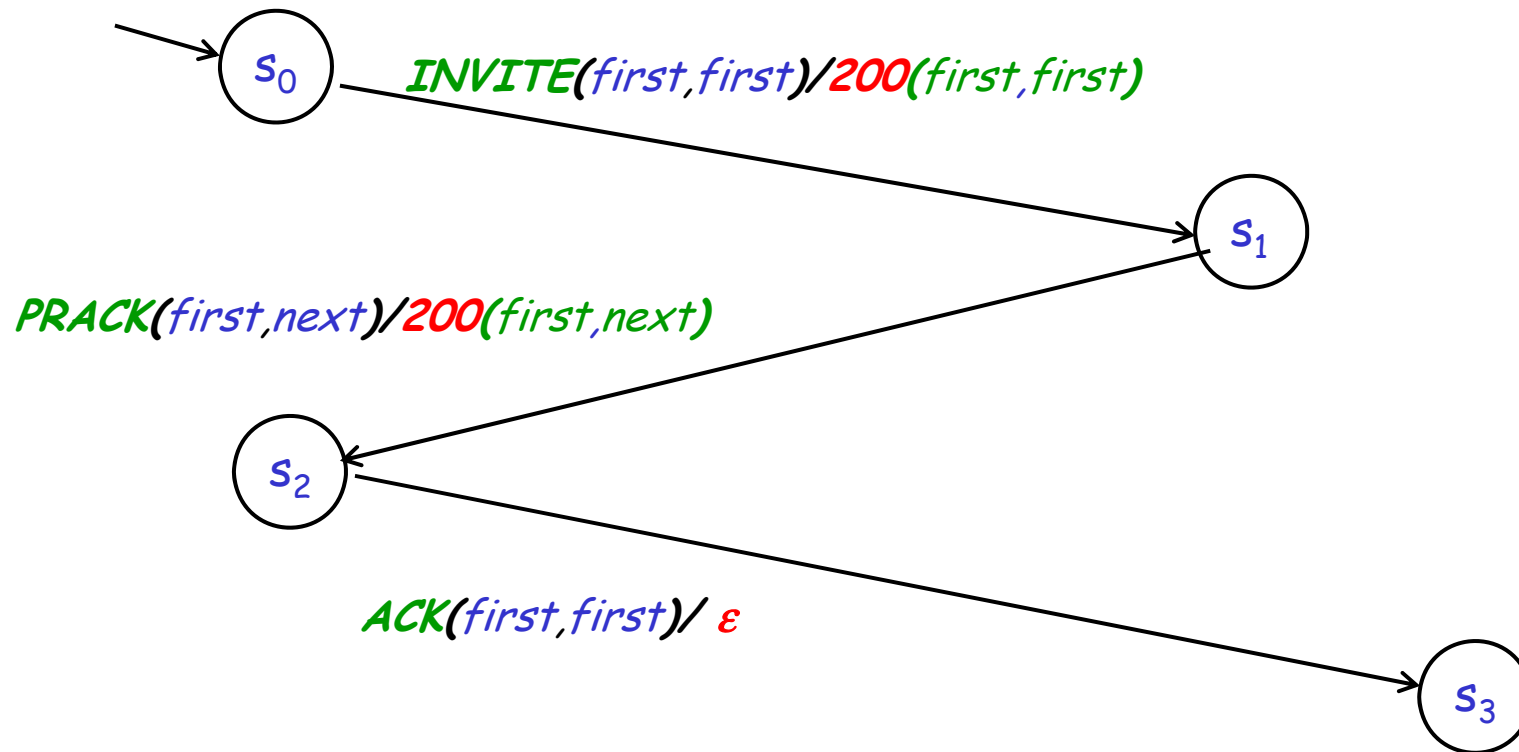 s₀
INVITE(first,first)/200(first,first)
s₁
PRACK(first,next)/200(first,next)
s₂
ACK(first,first)/ ε
s₃